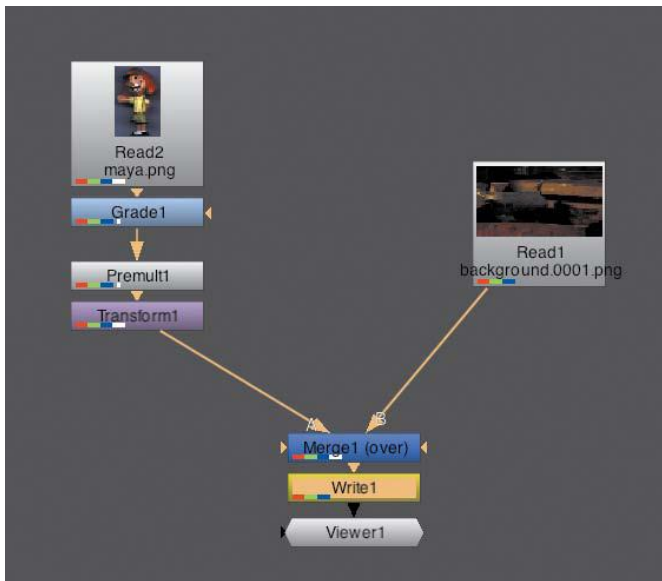 Read2
maya.png
Grade1
Premult1
Transform1
Read1
background.0001.png
A
B
Merge1 (over)
Write1
Viewer1